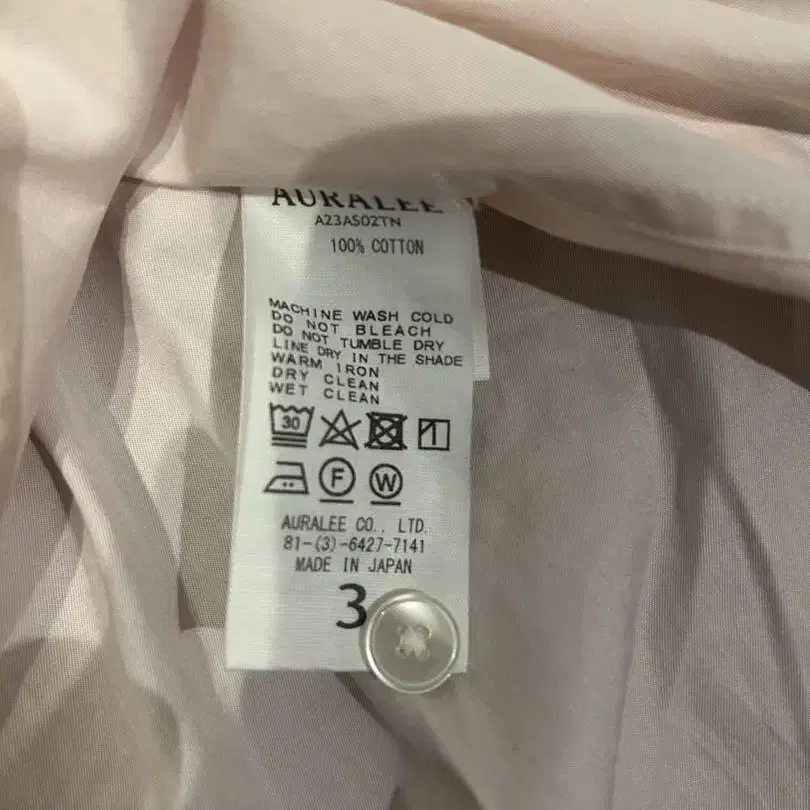 AURALEE
A23AS02TN
100% COTTON
MACHINE WASH COLD
DO NOT BLEACH
DO NOT TUMBLE DRY
LINE DRY IN THE SHADE
WARM IRON
DRY CLEAN
WET CLEAN
30
F W
AURALEE CO., LTD.
81-(3)-6427-7141
MADE IN JAPAN
3